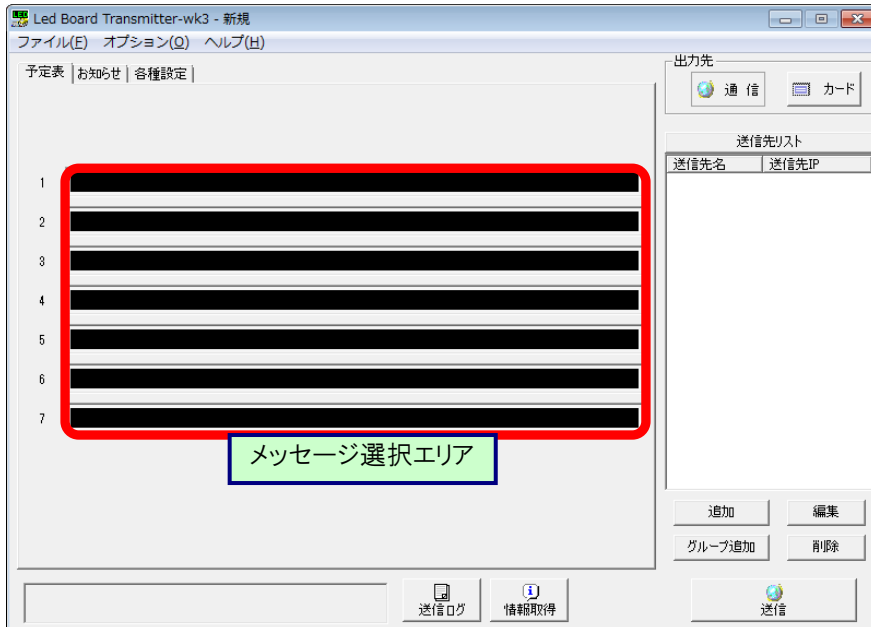 Led Board Transmitter-wk3 - 新規
ファイル(F) オプション(O) ヘルプ(H)
予定表 お知らせ 各種設定
出力先
通 信 カード
送信先リスト
送信先名 送信先IP
1
2
3
4
5
6
7
メッセージ選択エリア
追加 編集
グループ追加 削除
送信ログ 情報取得 送信